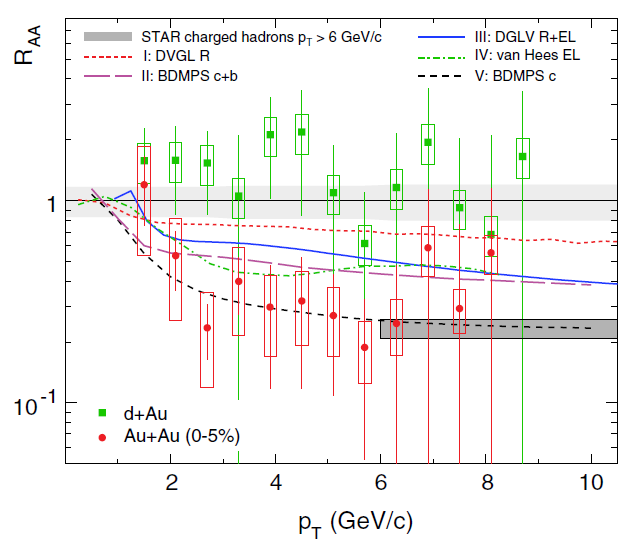 R_AA
STAR charged hadrons p_T > 6 GeV/c
I: DVGL R
II: BDMPS c+b
III: DGLV R+EL
IV: van Hees EL
V: BDMPS c
1
10^-1
d+Au
Au+Au (0-5%)
2 4 6 8 10
p_T (GeV/c)